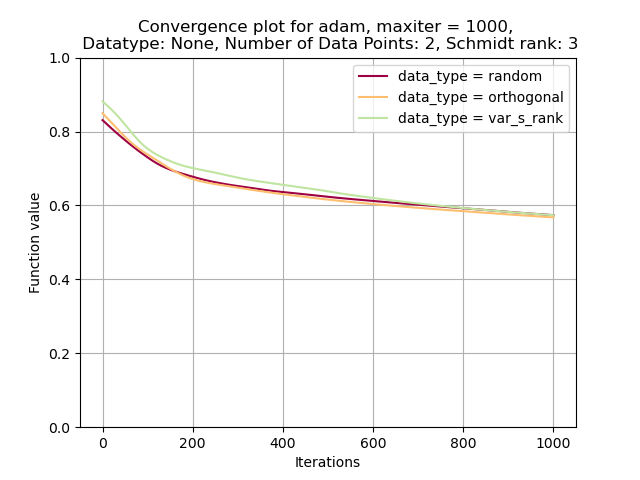 Convergence plot for adam, maxiter = 1000,
Datatype: None, Number of Data Points: 2, Schmidt rank: 3
1.0
0.8
0.6
0.4
0.2
0.0
Function value
data_type = random
data_type = orthogonal
data_type = var_s_rank
0 200 400 600 800 1000
Iterations